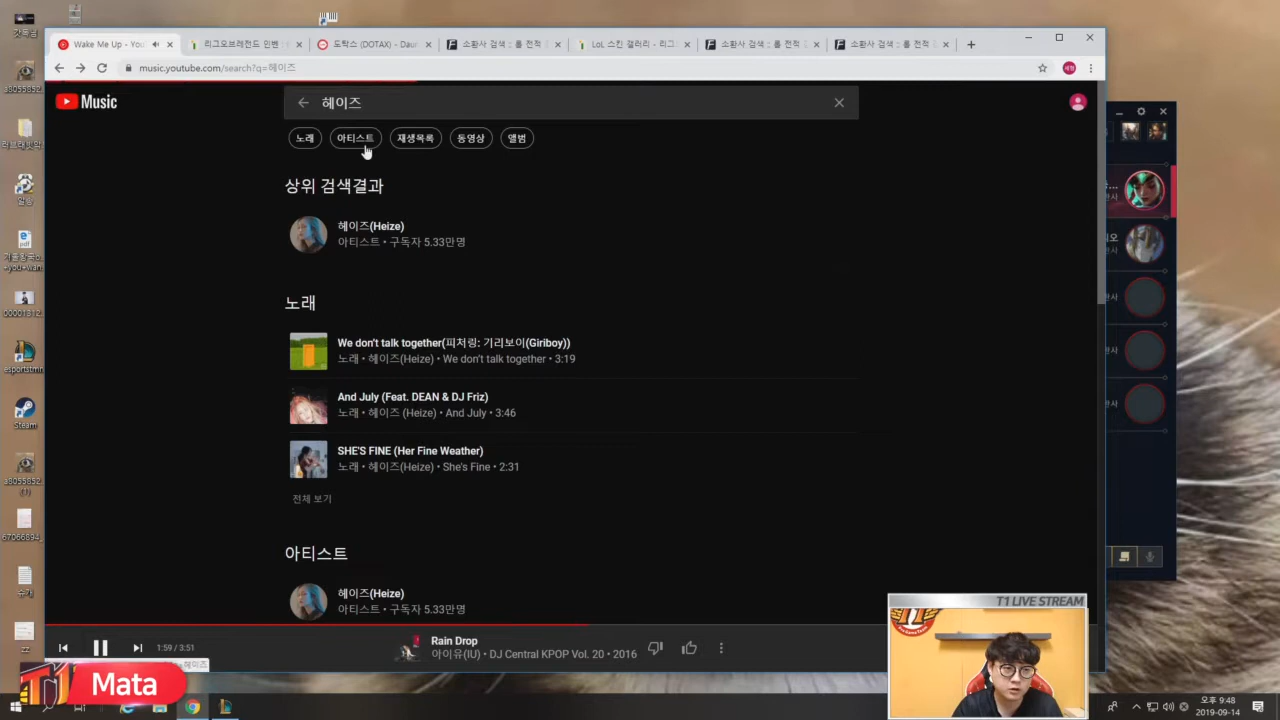 Wake Me Up - You
리그오브레전드 인벤 :
도탁스 (DOTAX) - Daum
소환사 검색 :: 롤 전적
LoL 스킨 갤러리 - 리그
소환사 검색 :: 롤 전적
소환사 검색 :: 롤 전적
music.youtube.com/search?q=헤이즈
Music
헤이즈
노래
아티스트
재생목록
동영상
앨범
상위 검색결과
헤이즈(Heize)
아티스트 • 구독자 5.33만명
노래
We don't talk together(피처링: 기리보이(Giriboy))
노래 • 헤이즈(Heize) • We don't talk together • 3:19
And July (Feat. DEAN & DJ Friz)
노래 • 헤이즈 (Heize) • And July • 3:46
SHE'S FINE (Her Fine Weather)
노래 • 헤이즈(Heize) • She's Fine • 2:31
전체 보기
아티스트
헤이즈(Heize)
아티스트 • 구독자 5.33만명
1:59 / 3:51
Rain Drop
아이유(IU) • DJ Central KPOP Vol. 20 • 2016
esportstmn
Steam
T1 LIVE STREAM
T1
Mata
오후 9:48
2019-09-14